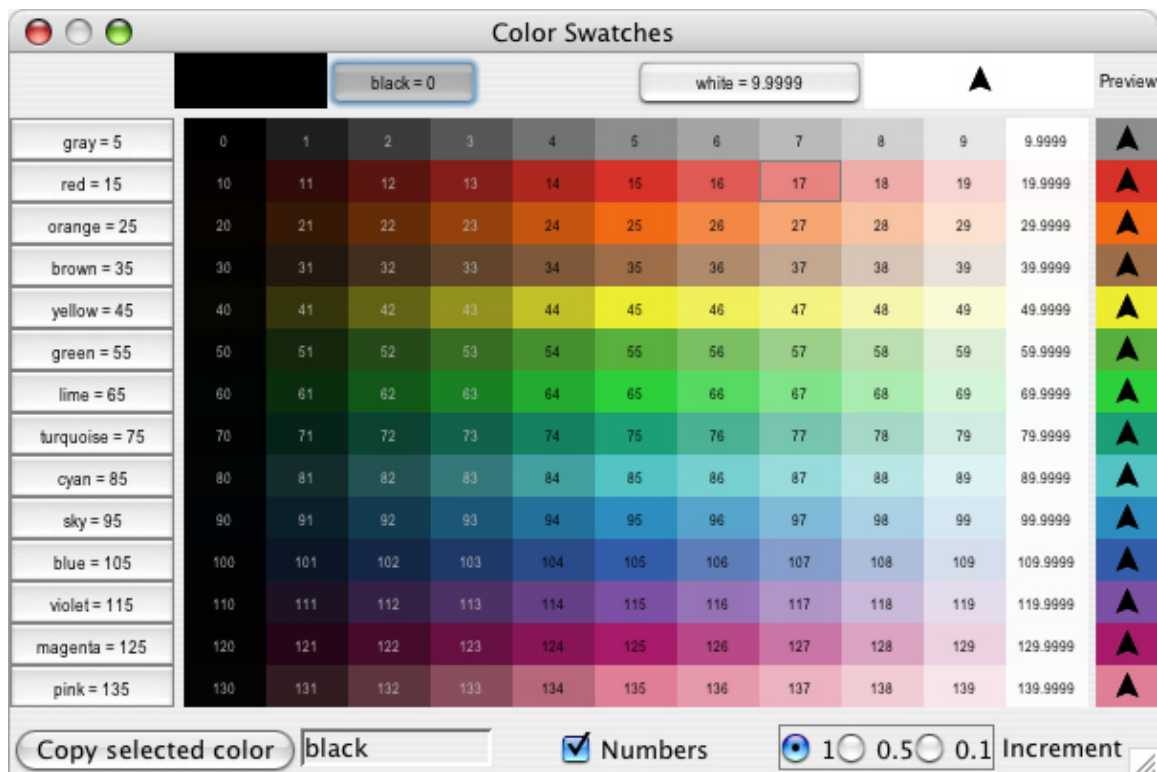 Color Swatches
black = 0 white = 9.9999 Preview
gray = 5 0 1 2 3 4 5 6 7 8 9 9.9999
red = 15 10 11 12 13 14 15 16 17 18 19 19.9999
orange = 25 20 21 22 23 24 25 26 27 28 29 29.9999
brown = 35 30 31 32 33 34 35 36 37 38 39 39.9999
yellow = 45 40 41 42 43 44 45 46 47 48 49 49.9999
green = 55 50 51 52 53 54 55 56 57 58 59 59.9999
lime = 65 60 61 62 63 64 65 66 67 68 69 69.9999
turquoise = 75 70 71 72 73 74 75 76 77 78 79 79.9999
cyan = 85 80 81 82 83 84 85 86 87 88 89 89.9999
sky = 95 90 91 92 93 94 95 96 97 98 99 99.9999
blue = 105 100 101 102 103 104 105 106 107 108 109 109.9999
violet = 115 110 111 112 113 114 115 116 117 118 119 119.9999
magenta = 125 120 121 122 123 124 125 126 127 128 129 129.9999
pink = 135 130 131 132 133 134 135 136 137 138 139 139.9999
Copy selected color black Numbers 1 0.5 0.1 Increment